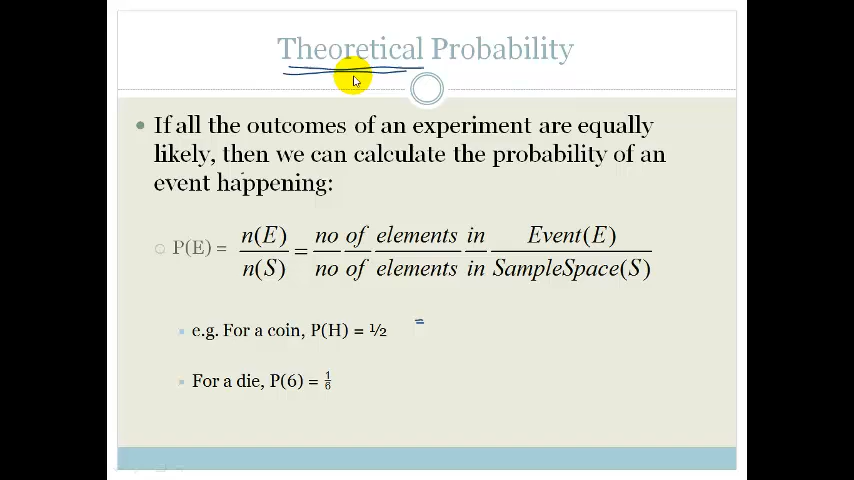 Theoretical Probability
If all the outcomes of an experiment are equally
likely, then we can calculate the probability of an
event happening:
P(E) = n(E)/n(S) = no of elements in Event(E)/no of elements in SampleSpace(S)
e.g. For a coin, P(H) = ½ =
For a die, P(6) = 1/6